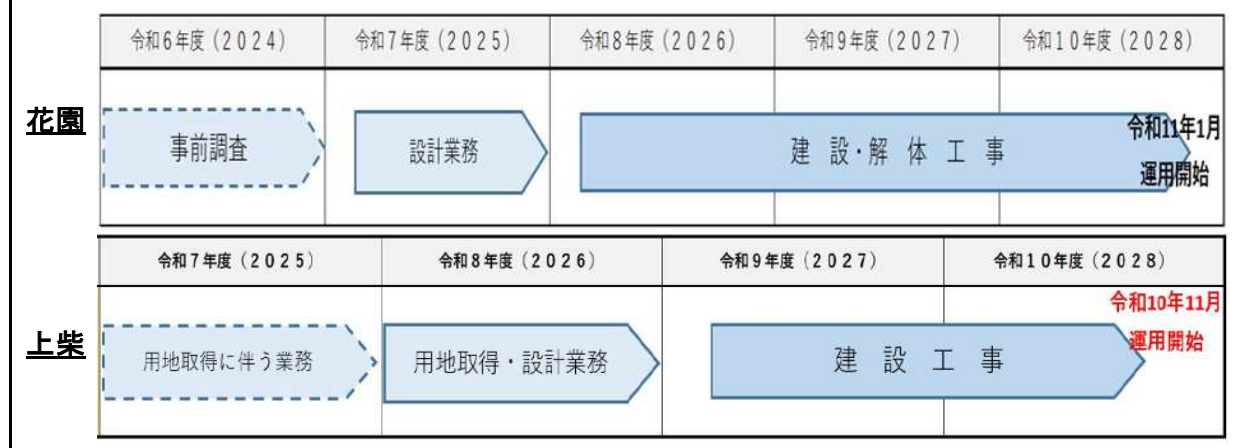 令和6年度（2024）
令和7年度（2025）
令和8年度（2026）
令和9年度（2027）
令和10年度（2028）
花園
事前調査
設計業務
建設・解体工事
令和11年1月
運用開始
令和7年度（2025）
令和8年度（2026）
令和9年度（2027）
令和10年度（2028）
上柴
用地取得に伴う業務
用地取得・設計業務
建設工事
令和10年11月
運用開始